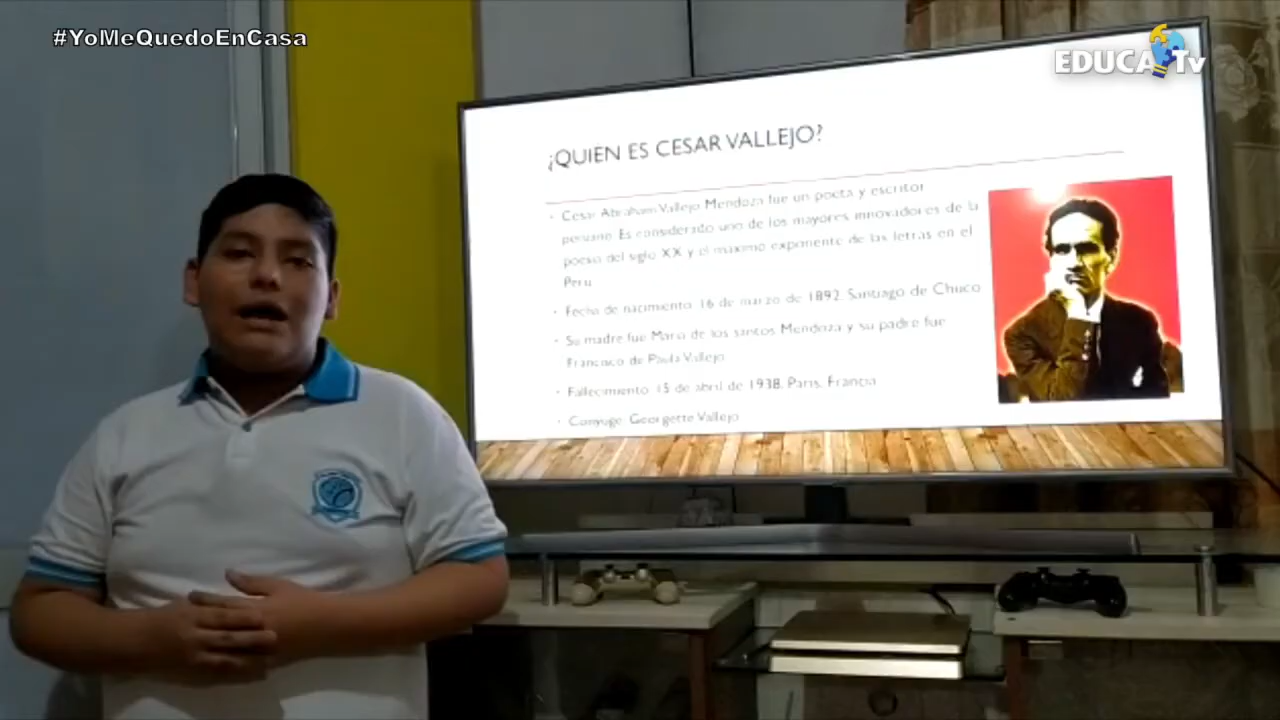 #YoMeQuedoEnCasa
EDUCA Tv
¿QUIEN ES CESAR VALLEJO?
• Cesar Abraham Vallejo Mendoza fue un poeta y escritor
peruano. Es considerado uno de los mayores innovadores de la
poesia del siglo XX y el máximo exponente de las letras en el
Peru
• Fecha de nacimiento: 16 de marzo de 1892. Santiago de Chuco
• Su madre fue Maria de los santos Mendoza y su padre fue
Francisco de Paula Vallejo
• Fallecimiento: 15 de abril de 1938. Paris, Francia
• Conyuge: Georgette Vallejo